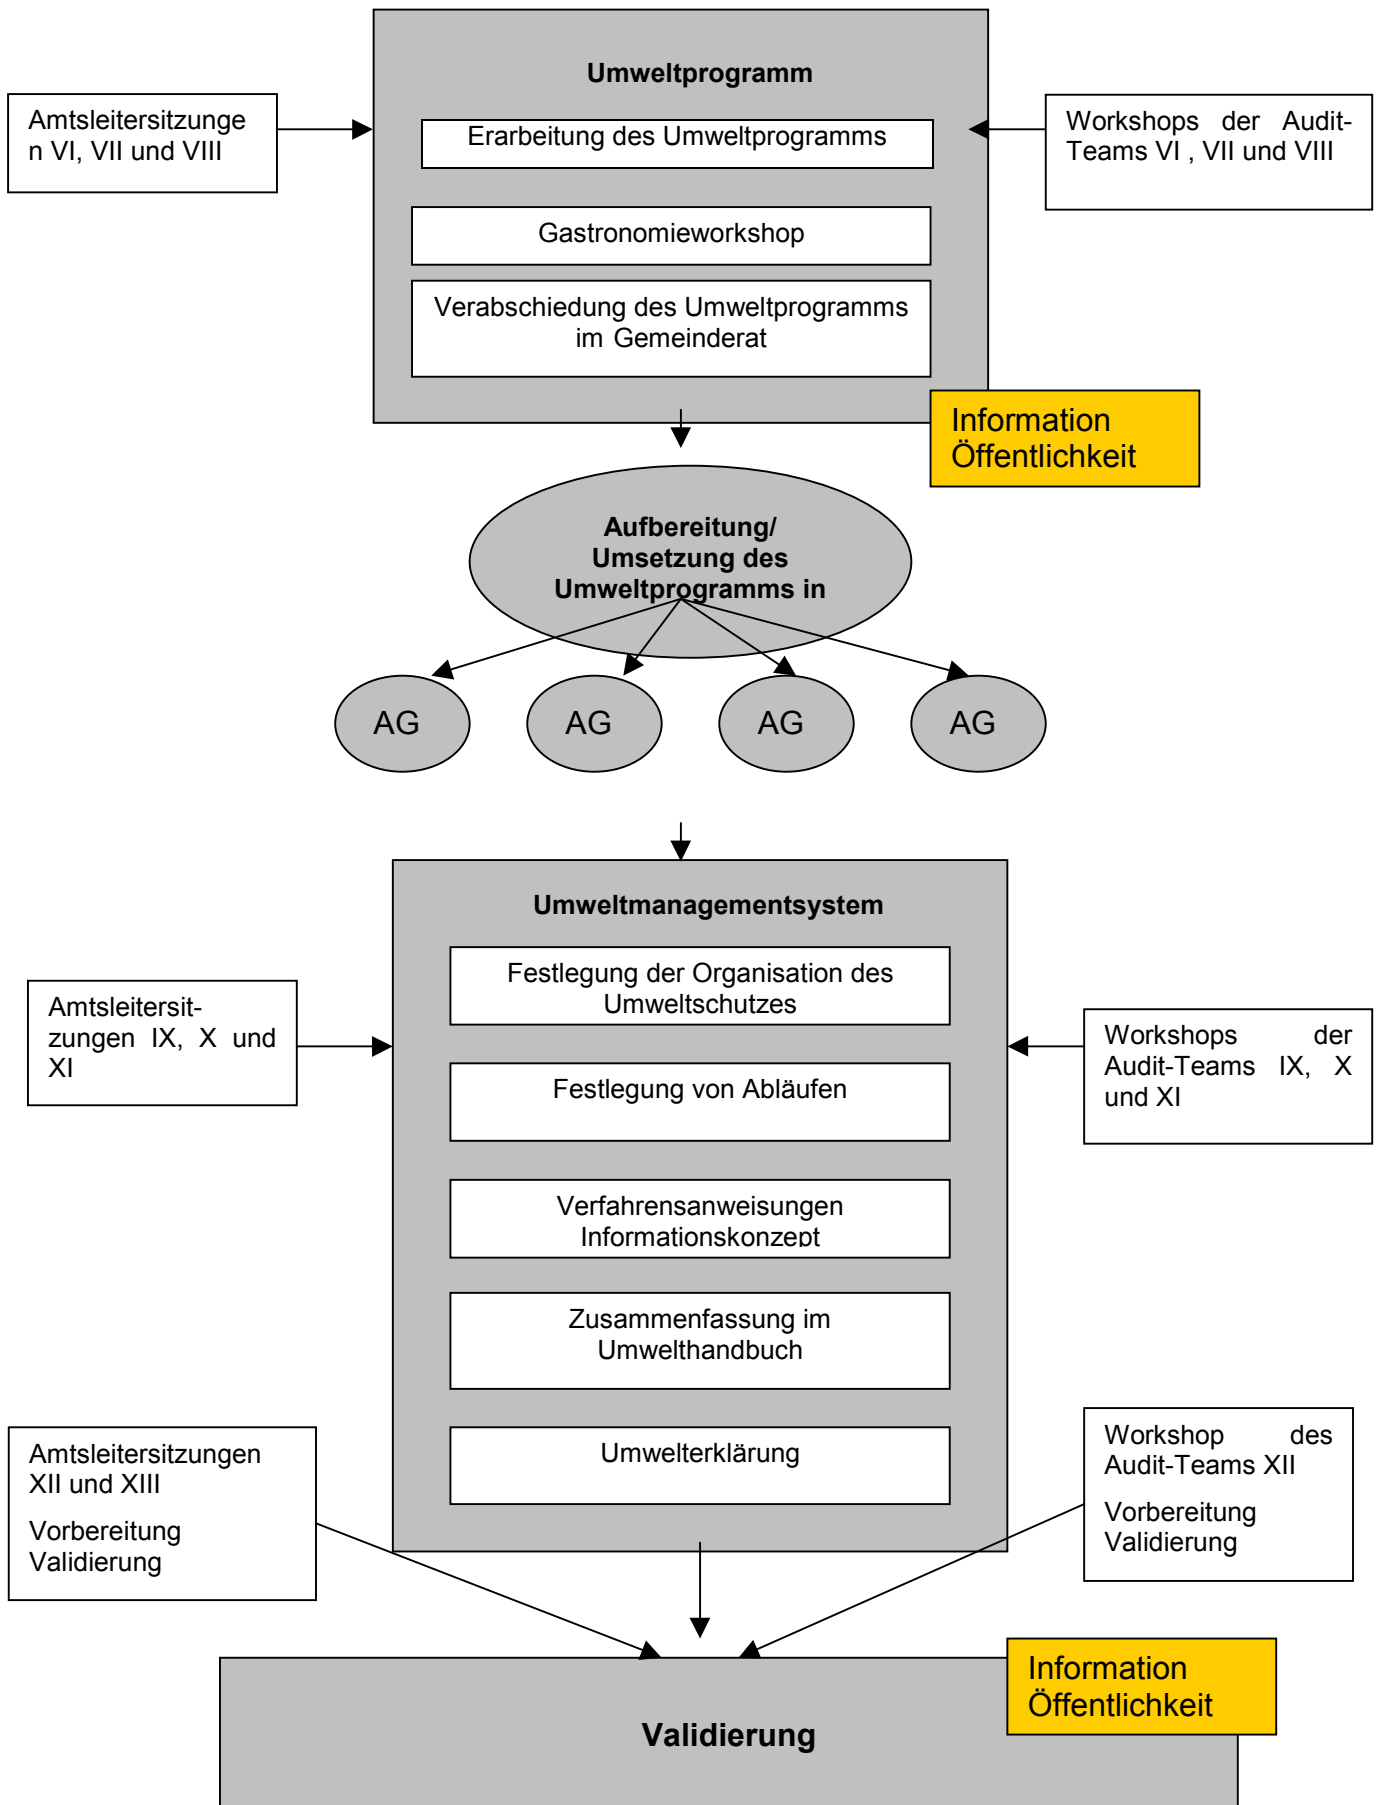 Umweltprogramm
Amtsleitersitzunge
n VI, VII und VIII
Erarbeitung des Umweltprogramms
Workshops der Audit-
Teams VI , VII und VIII
Gastronomieworkshop
Verabschiedung des Umweltprogramms
im Gemeinderat
Information
Öffentlichkeit
Aufbereitung/
Umsetzung des
Umweltprogramms in
AG
AG
AG
AG
Umweltmanagementsystem
Festlegung der Organisation des
Umweltschutzes
Amtsleitersit-
zungen IX, X und
XI
Workshops der
Audit-Teams IX, X
und XI
Festlegung von Abläufen
Verfahrensanweisungen
Informationskonzept
Zusammenfassung im
Umwelthandbuch
Umwelterklärung
Amtsleitersitzungen
XII und XIII
Vorbereitung
Validierung
Workshop des
Audit-Teams XII
Vorbereitung
Validierung
Information
Öffentlichkeit
Validierung